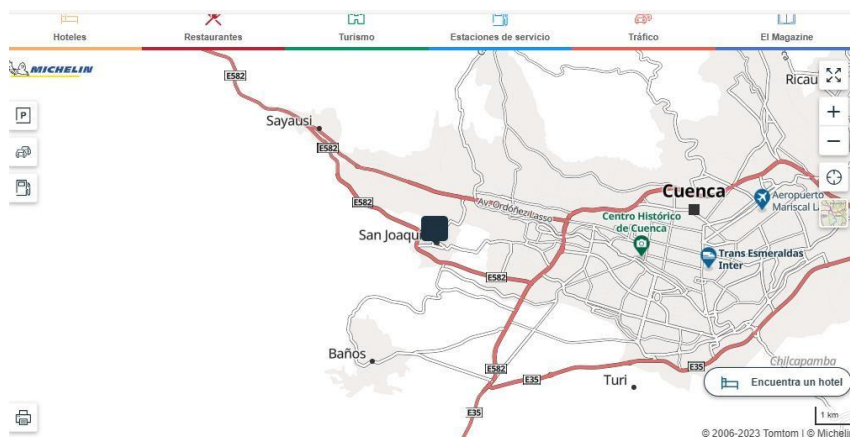 Hoteles
Restaurantes
Turismo
Estaciones de servicio
Tráfico
El Magazine
MICHELIN
E582
Ricau
P
Sayausi
E582
E582
Av. Ordóñez Lasso
Cuenca
Aeropuerto
Mariscal L
Centro Histórico
de Cuenca
San Joaqu
Trans Esmeraldas
Inter
E582
Baños
E582
E35
Turi
E35
Chilcapamba
Encuentra un hotel
E35
1 km
© 2006-2023 Tomtom | © Michelin